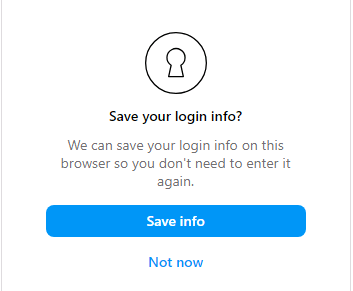 Save your login info?
We can save your login info on this
browser so you don't need to enter it
again.
Save info
Not now